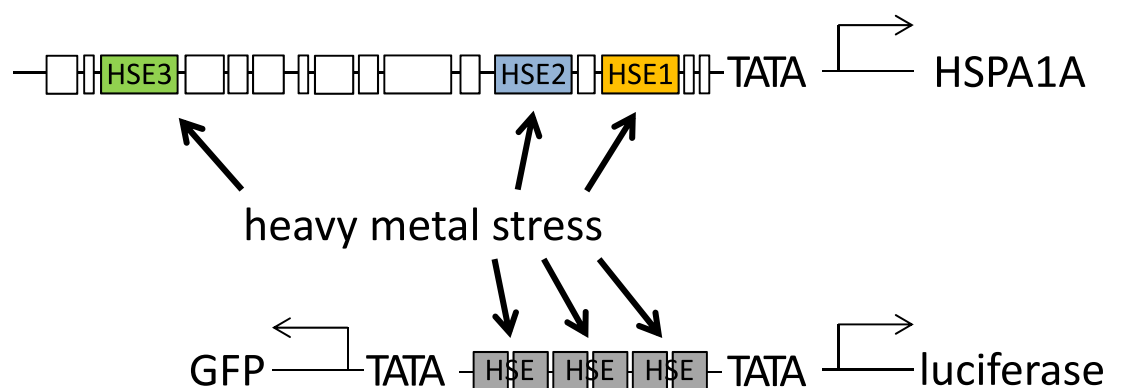 HSE3 HSE2 HSE1 TATA HSPA1A
heavy metal stress
GFP TATA HSE HSE HSE TATA luciferase